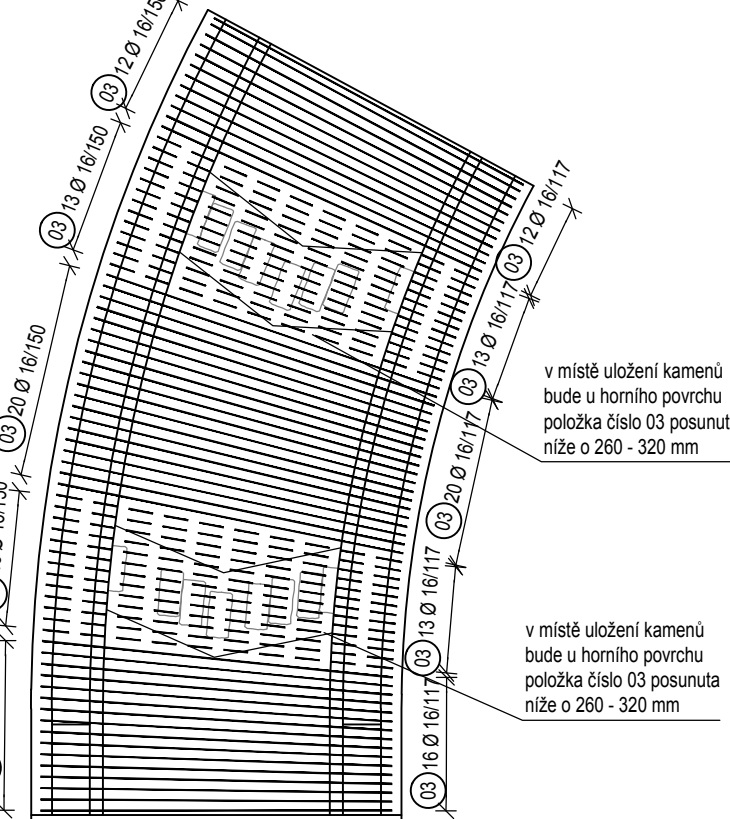 03 12 Ø 16/150
03 13 Ø 16/150
03 20 Ø 16/150
03 12 Ø 16/117
03 13 Ø 16/117
03 20 Ø 16/117
03 13 Ø 16/117
03 16 Ø 16/117
v místě uložení kamenů
bude u horního povrchu
položka číslo 03 posunut
níže o 260 - 320 mm
v místě uložení kamenů
bude u horního povrchu
položka číslo 03 posunuta
níže o 260 - 320 mm